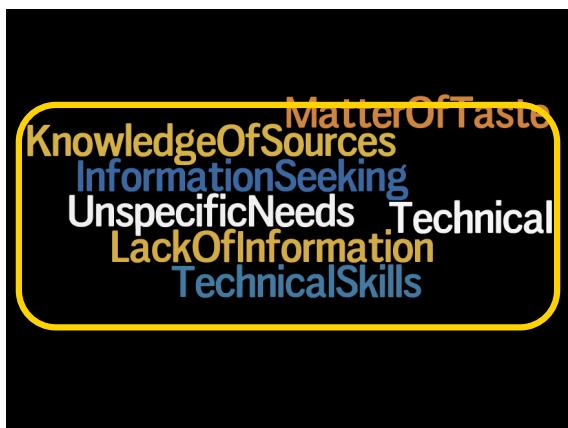 MatterOfTaste
KnowledgeOfSources
InformationSeeking
UnspecificNeeds Technical
LackOfInformation
TechnicalSkills